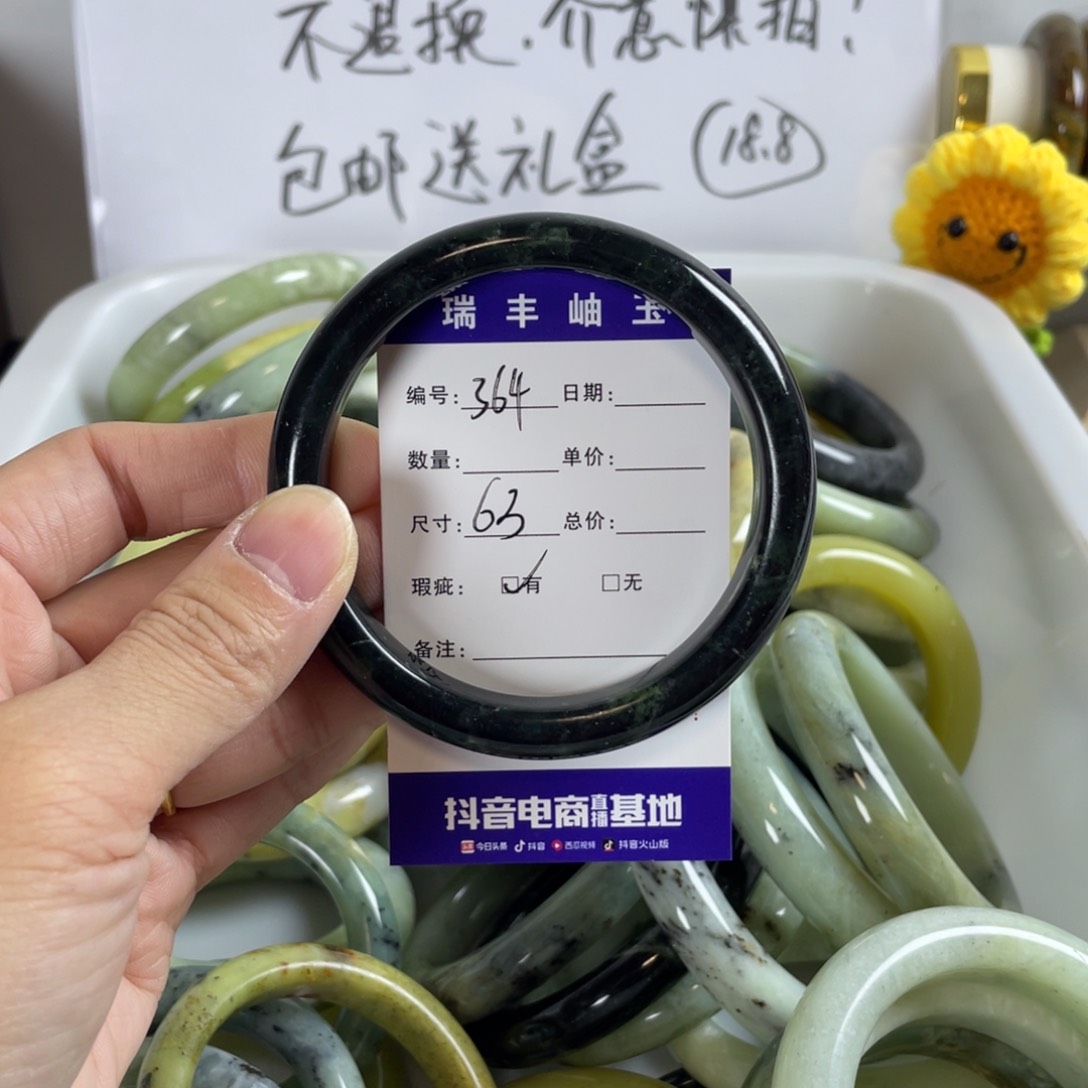 不退换.介意慎拍!
包邮送礼盒 18.8
瑞丰岫玉
编号: 364 日期:
数量: 单价:
尺寸: 63 总价:
瑕疵: ☑有 □无
备注:
抖音电商直播基地
头条 今日头条 抖音 西瓜视频 抖音火山版